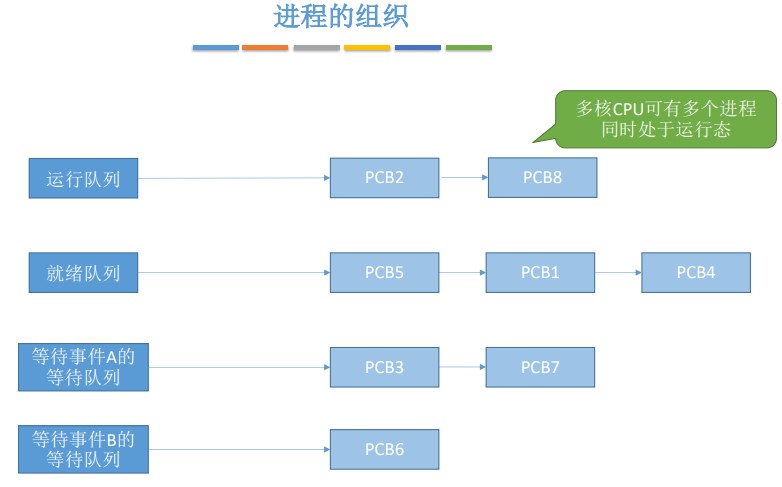 进程的组织
多核CPU可有多个进程
同时处于运行态
运行队列
PCB2
PCB8
就绪队列
PCB5
PCB1
PCB4
等待事件A的
等待队列
PCB3
PCB7
等待事件B的
等待队列
PCB6